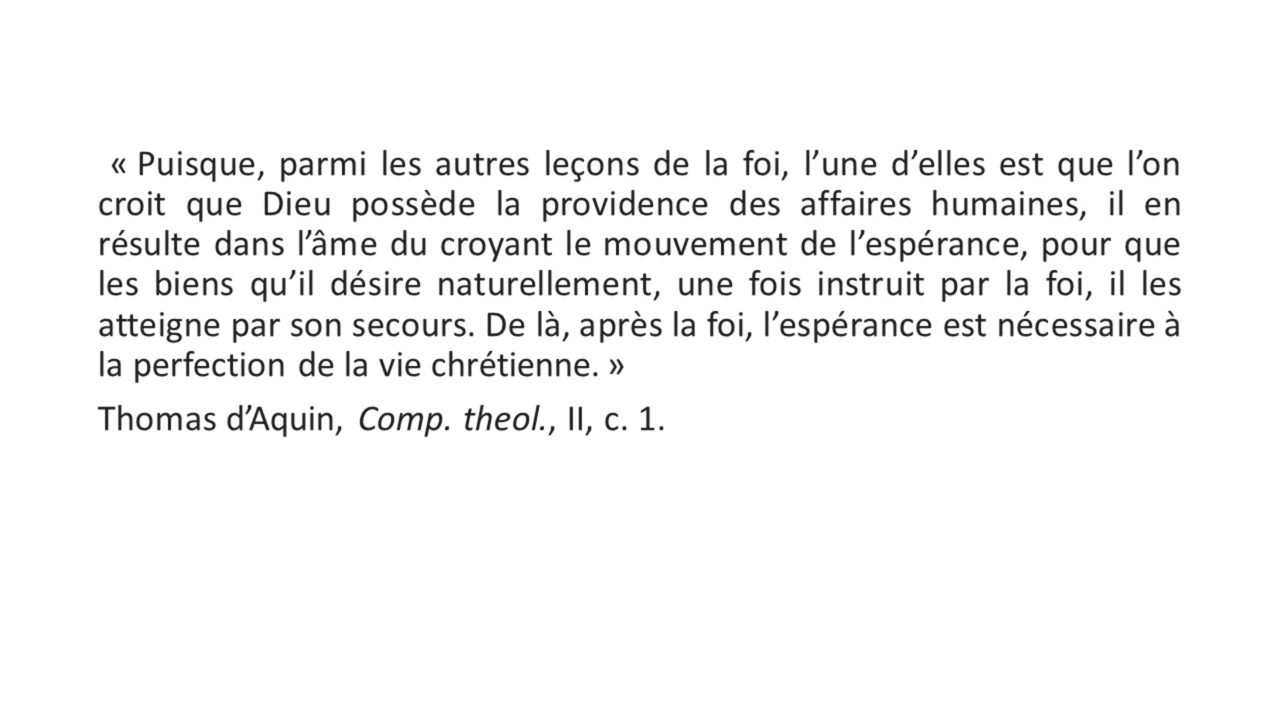 « Puisque, parmi les autres leçons de la foi, l’une d’elles est que l’on
croit que Dieu possède la providence des affaires humaines, il en
résulte dans l’âme du croyant le mouvement de l’espérance, pour que
les biens qu’il désire naturellement, une fois instruit par la foi, il les
atteigne par son secours. De là, après la foi, l’espérance est nécessaire à
la perfection de la vie chrétienne. »
Thomas d’Aquin, Comp. theol., II, c. 1.